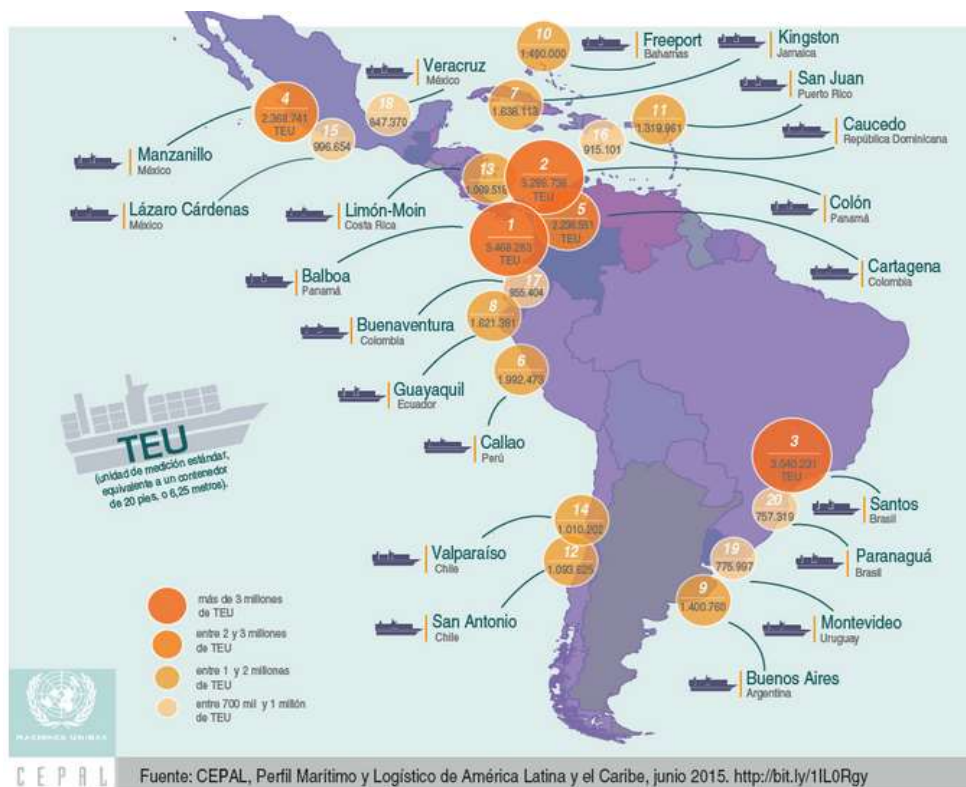 10
1.490.000
Freeport
Bahamas
Kingston
Jamaica
Veracruz
México
7
1.638.113
San Juan
Puerto Rico
4
2.368.741
TEU
18
847.370
11
1.319.961
15
996.654
16
915.101
Caucedo
República Dominicana
Manzanillo
México
13
2
TEU
Lázaro Cárdenas
México
Limón-Moin
Costa Rica
5
TEU
Colón
Panamá
1
3.468.283
TEU
Balboa
Panamá
Cartagena
Colombia
17
855.404
Buenaventura
Colombia
8
1.621.381
Guayaquil
Ecuador
6
1.992.473
Callao
Perú
TEU
(unidad de medición estándar,
equivalente a un contenedor
de 20 pies, o 6,25 metros).
3
TEU
Santos
Brasil
20
757.319
Paranaguá
Brasil
14
1.010.202
Valparaíso
Chile
12
1.093.625
San Antonio
Chile
19
775.997
Montevideo
Uruguay
9
1.400.760
Buenos Aires
Argentina
más de 3 millones
de TEU
entre 2 y 3 millones
de TEU
entre 1 y 2 millones
de TEU
entre 700 mil y 1 millón
de TEU
NACIONES UNIDAS
CEPAL
Fuente: CEPAL, Perfil Marítimo y Logístico de América Latina y el Caribe, junio 2015. http://bit.ly/1IL0Rgy